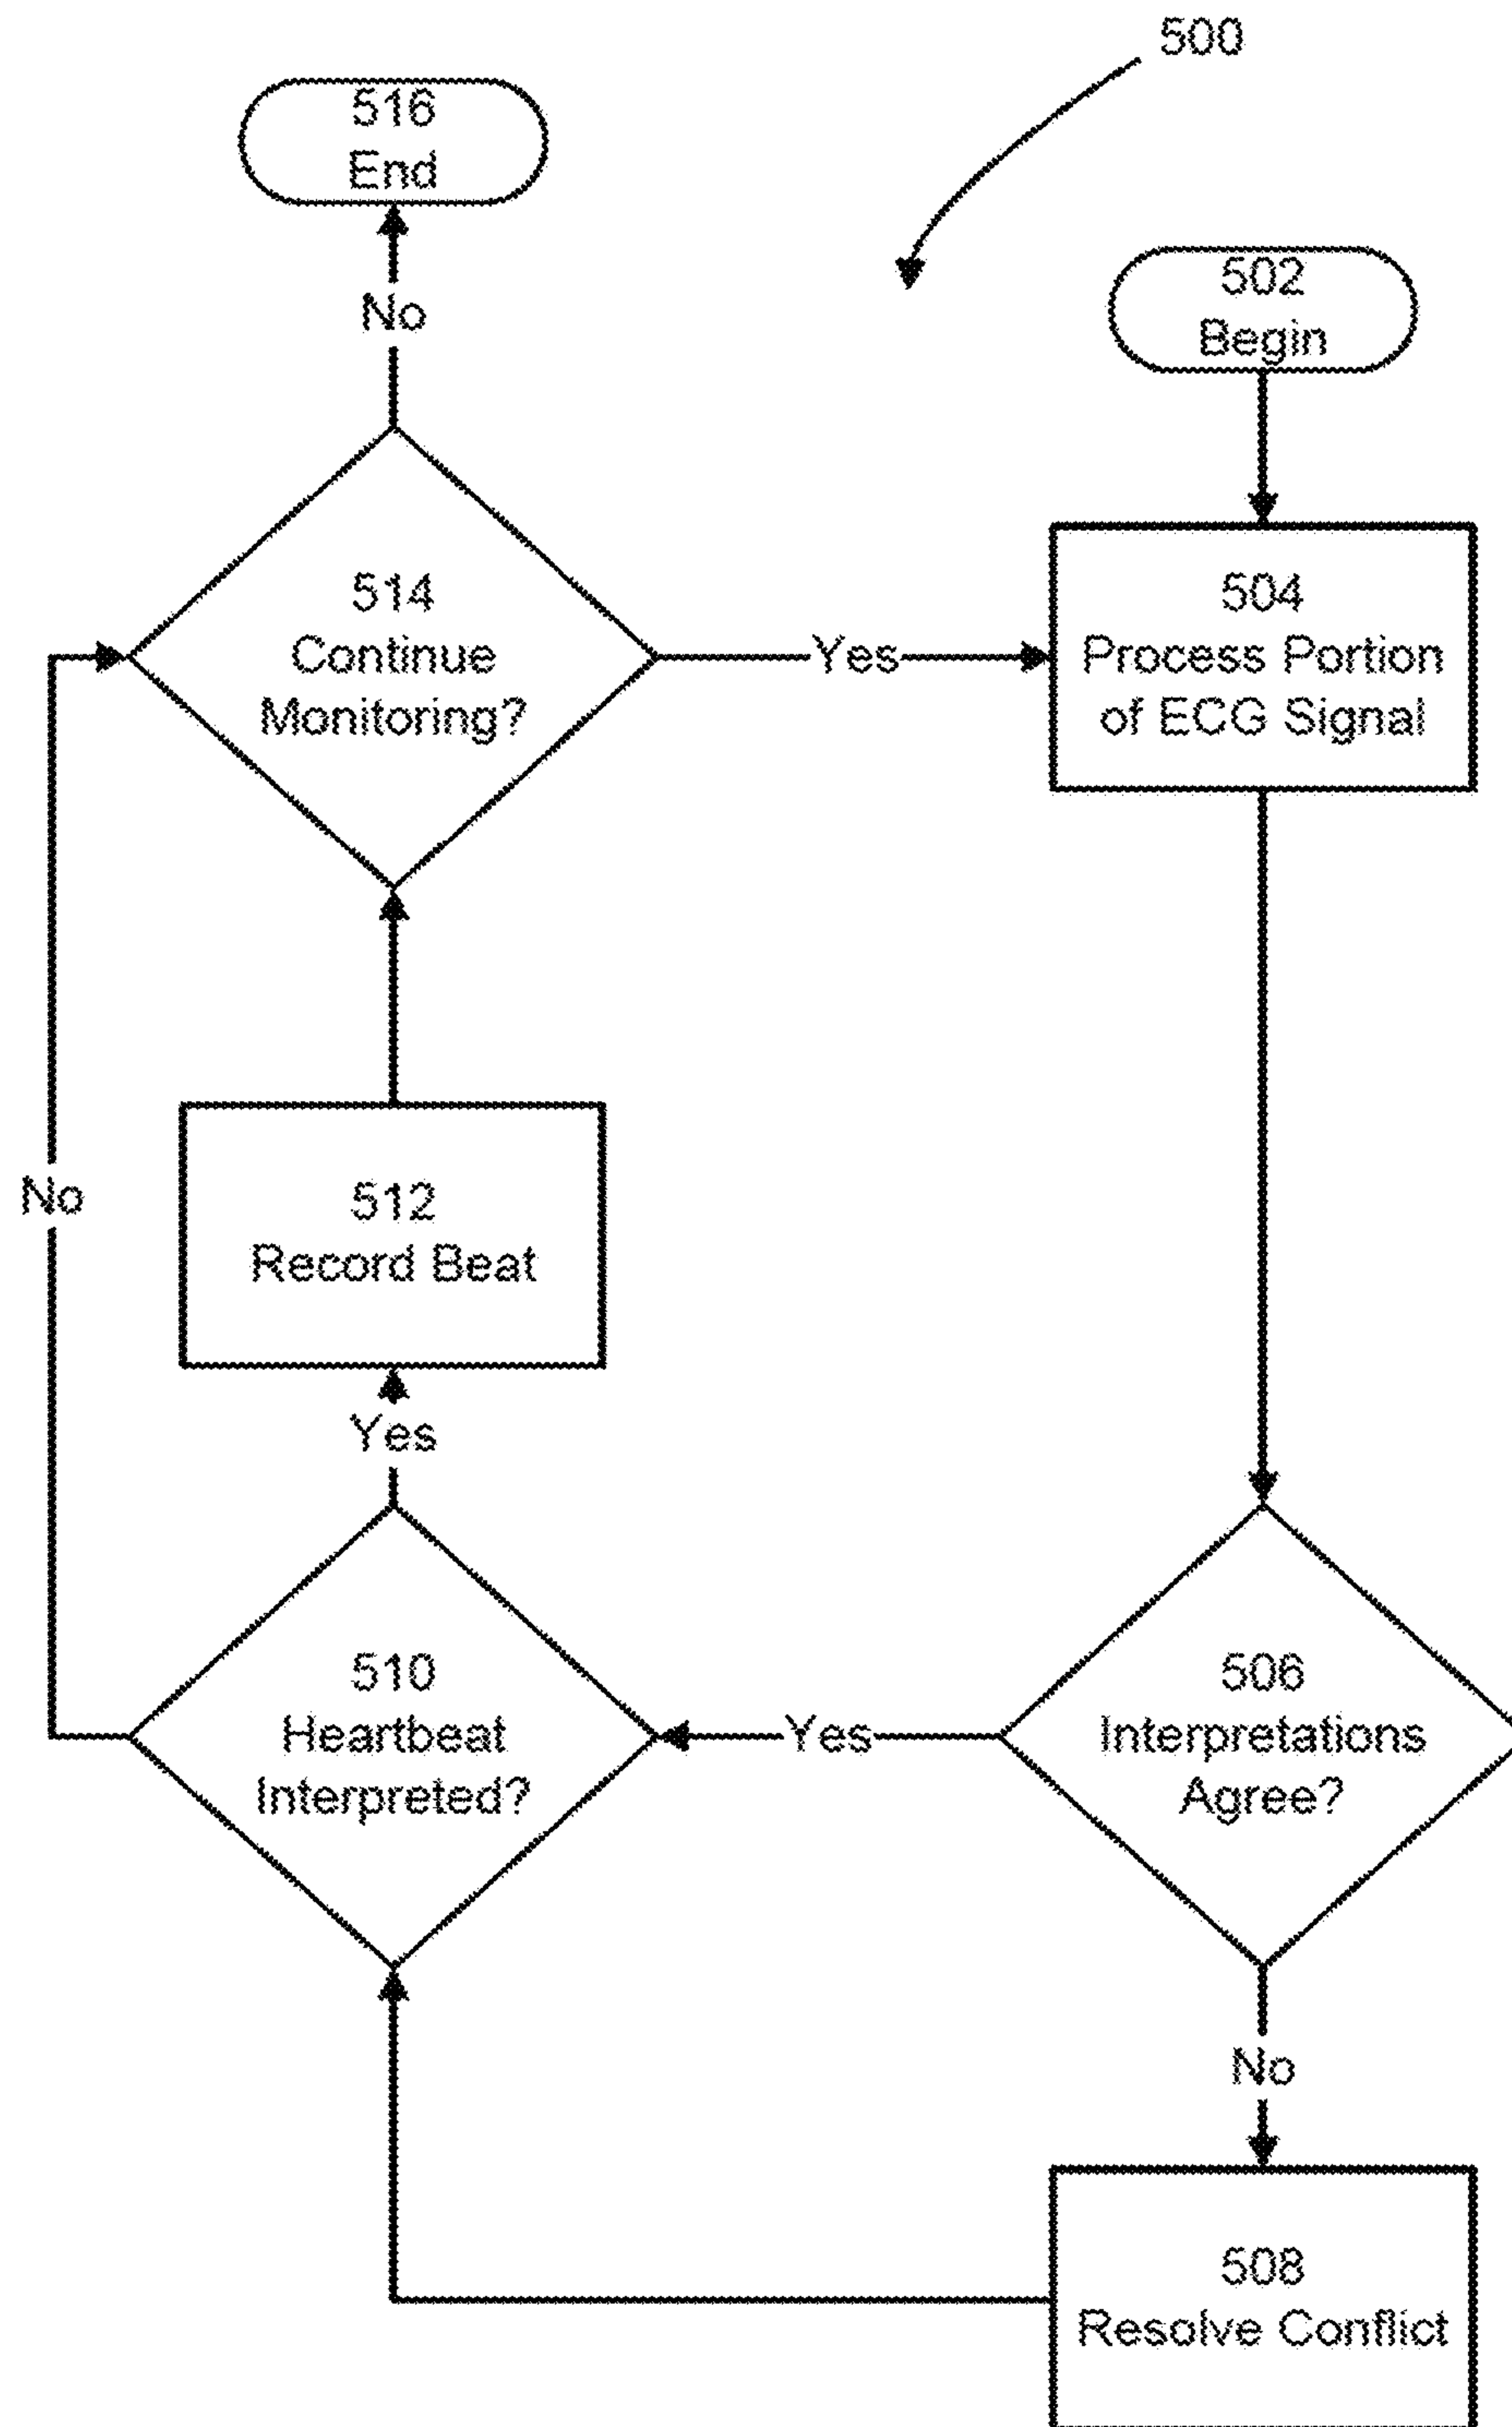 500
516
End
502
Begin
No
514
Continue
Monitoring?
Yes
504
Process Portion
of ECG Signal
No
512
Record Beat
Yes
510
Heartbeat
Interpreted?
Yes
506
Interpretations
Agree?
No
508
Resolve Conflict